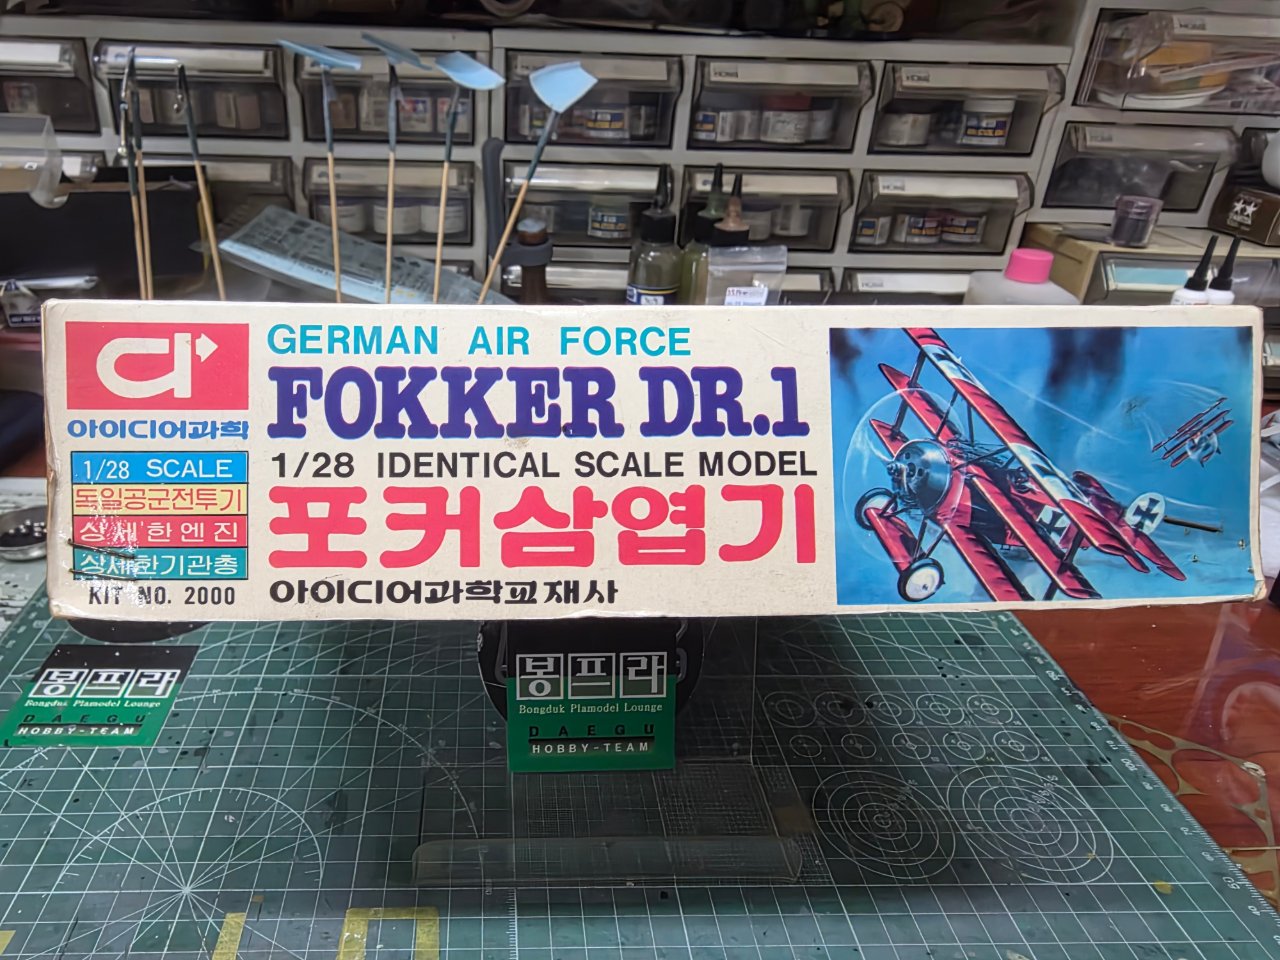 GERMAN AIR FORCE
FOKKER DR.1
1/28 IDENTICAL SCALE MODEL
포커삼엽기
아이디어과학교재사
아이디어과학
1/28 SCALE
독일공군전투기
상세한엔진
상세한기관총
KIT NO. 2000
봉프라
Bongduk Plamodel Lounge
DAEGU
HOBBY-TEAM
봉프라
Bongduk Plamodel Lounge
DAEGU
HOBBY-TEAM